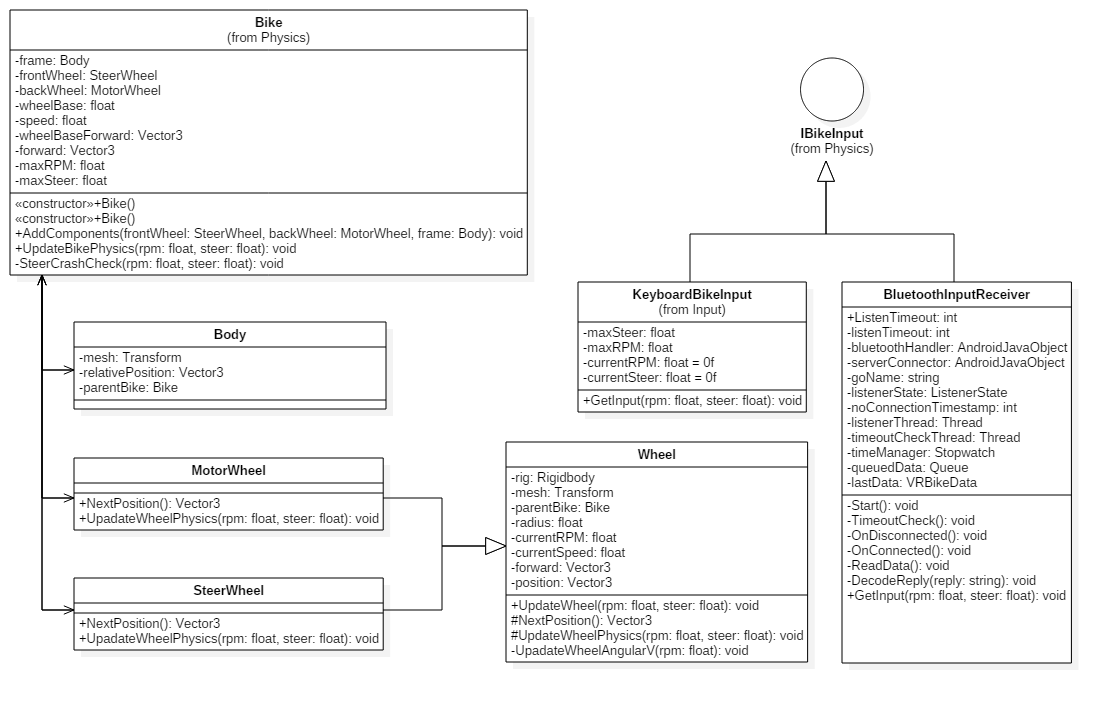 Bike
(from Physics)
-frame: Body
-frontWheel: SteerWheel
-backWheel: MotorWheel
-wheelBase: float
-speed: float
-wheelBaseForward: Vector3
-forward: Vector3
-maxRPM: float
-maxSteer: float
«constructor»+Bike()
«constructor»+Bike()
+AddComponents(frontWheel: SteerWheel, backWheel: MotorWheel, frame: Body): void
+UpdateBikePhysics(rpm: float, steer: float): void
-SteerCrashCheck(rpm: float, steer: float): void
IBikeInput
(from Physics)
Body
-mesh: Transform
-relativePosition: Vector3
-parentBike: Bike
KeyboardBikeInput
(from Input)
-maxSteer: float
-maxRPM: float
-currentRPM: float = 0f
-currentSteer: float = 0f
+GetInput(rpm: float, steer: float): void
BluetoothInputReceiver
+ListenTimeout: int
-listenTimeout: int
-bluetoothHandler: AndroidJavaObject
-serverConnector: AndroidJavaObject
-goName: string
-listenerState: ListenerState
-noConnectionTimestamp: int
-listenerThread: Thread
-timeoutCheckThread: Thread
-timeManager: Stopwatch
-queuedData: Queue
-lastData: VRBikeData
-Start(): void
-TimeoutCheck(): void
-OnDisconnected(): void
-OnConnected(): void
-ReadData(): void
-DecodeReply(reply: string): void
+GetInput(rpm: float, steer: float): void
MotorWheel
+NextPosition(): Vector3
+UpadateWheelPhysics(rpm: float, steer: float): void
SteerWheel
+NextPosition(): Vector3
+UpadateWheelPhysics(rpm: float, steer: float): void
Wheel
-rig: Rigidbody
-mesh: Transform
-parentBike: Bike
-radius: float
-currentRPM: float
-currentSpeed: float
-forward: Vector3
-position: Vector3
+UpdateWheel(rpm: float, steer: float): void
#NextPosition(): Vector3
#UpdateWheelPhysics(rpm: float, steer: float): void
-UpadateWheelAngularV(rpm: float): void